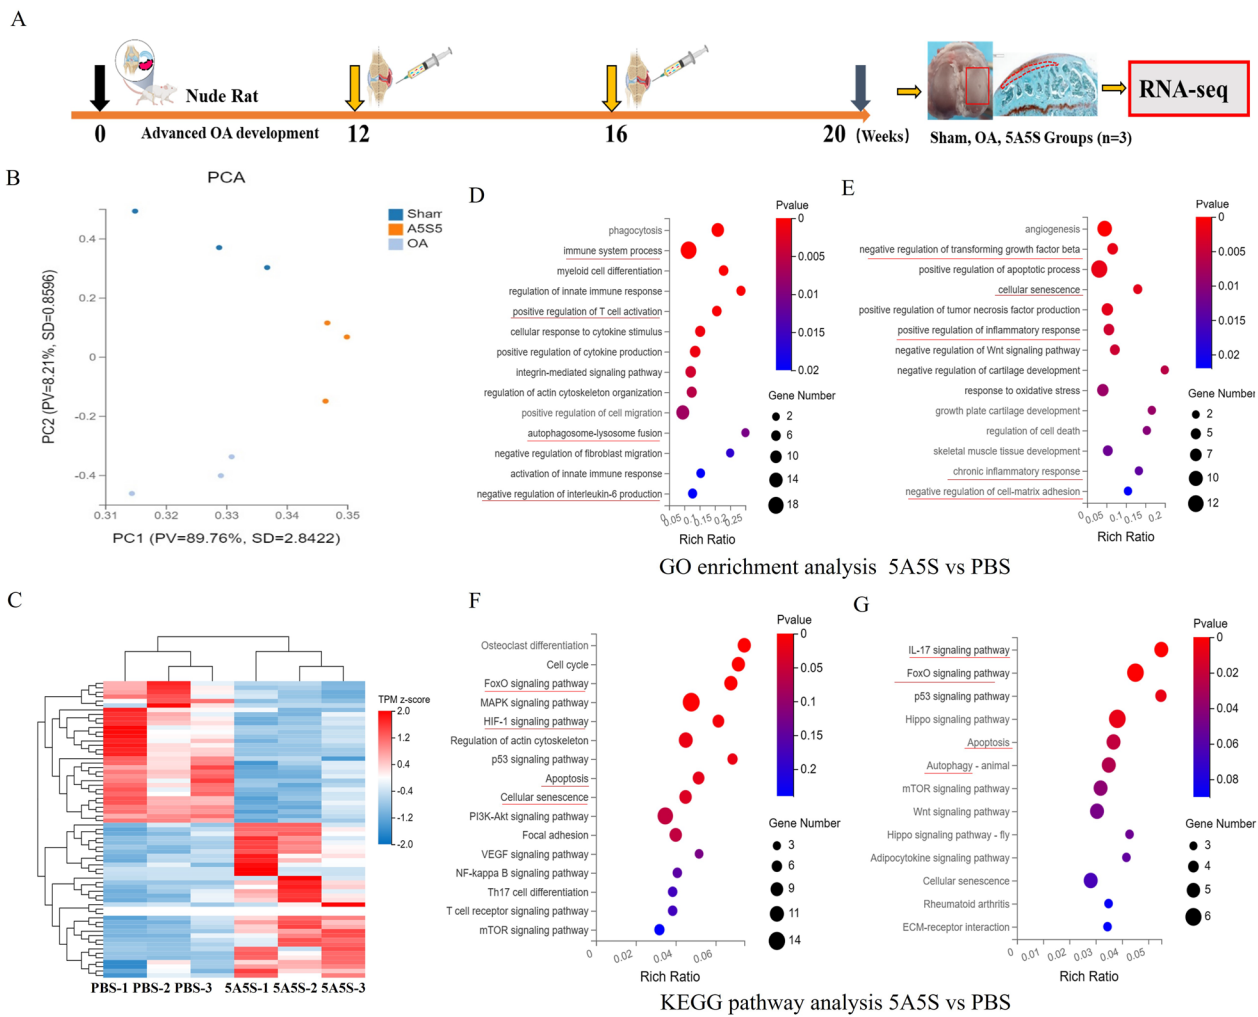 A
Nude Rat
0
Advanced OA development
12
16
20
(Weeks)
Sham, OA, 5A5S Groups (n=3)
RNA-seq
B
PCA
Sham
A5S5
OA
PC2 (PV=8.21%, SD=0.8596)
0.4
0.2
0
-0.2
-0.4
0.31
0.32
0.33
0.34
0.35
PC1 (PV=89.76%, SD=2.8422)
D
phagocytosis
immune system process
myeloid cell differentiation
regulation of innate immune response
positive regulation of T cell activation
cellular response to cytokine stimulus
positive regulation of cytokine production
integrin-mediated signaling pathway
regulation of actin cytoskeleton organization
positive regulation of cell migration
autophagosome-lysosome fusion
negative regulation of fibroblast migration
activation of innate immune response
negative regulation of interleukin-6 production
0
0.05
0.1
0.15
0.20
0.25
Rich Ratio
Pvalue
0
0.005
0.01
0.015
0.02
Gene Number
2
6
10
14
18
E
angiogenesis
negative regulation of transforming growth factor beta
positive regulation of apoptotic process
cellular senescence
positive regulation of tumor necrosis factor production
positive regulation of inflammatory response
negative regulation of Wnt signaling pathway
negative regulation of cartilage development
response to oxidative stress
growth plate cartilage development
regulation of cell death
skeletal muscle tissue development
chronic inflammatory response
negative regulation of cell-matrix adhesion
0
0.05
0.1
0.15
0.2
Rich Ratio
Pvalue
0
0.005
0.01
0.015
0.02
Gene Number
2
5
7
10
12
GO enrichment analysis 5A5S vs PBS
C
TPM z-score
2.0
1.2
0.4
-0.4
-1.2
-2.0
PBS-1 PBS-2 PBS-3 5A5S-1 5A5S-2 5A5S-3
F
Osteoclast differentiation
Cell cycle
FoxO signaling pathway
MAPK signaling pathway
HIF-1 signaling pathway
Regulation of actin cytoskeleton
p53 signaling pathway
Apoptosis
Cellular senescence
PI3K-Akt signaling pathway
Focal adhesion
VEGF signaling pathway
NF-kappa B signaling pathway
Th17 cell differentiation
T cell receptor signaling pathway
mTOR signaling pathway
0
0.02
0.04
0.06
Rich Ratio
Pvalue
0
0.05
0.1
0.15
0.2
Gene Number
3
6
9
11
14
G
IL-17 signaling pathway
FoxO signaling pathway
p53 signaling pathway
Hippo signaling pathway
Apoptosis
Autophagy - animal
mTOR signaling pathway
Wnt signaling pathway
Hippo signaling pathway - fly
Adipocytokine signaling pathway
Cellular senescence
Rheumatoid arthritis
ECM-receptor interaction
0
0.01
0.02
0.03
0.04
0.05
Rich Ratio
Pvalue
0
0.02
0.04
0.06
0.08
Gene Number
3
4
5
6
KEGG pathway analysis 5A5S vs PBS